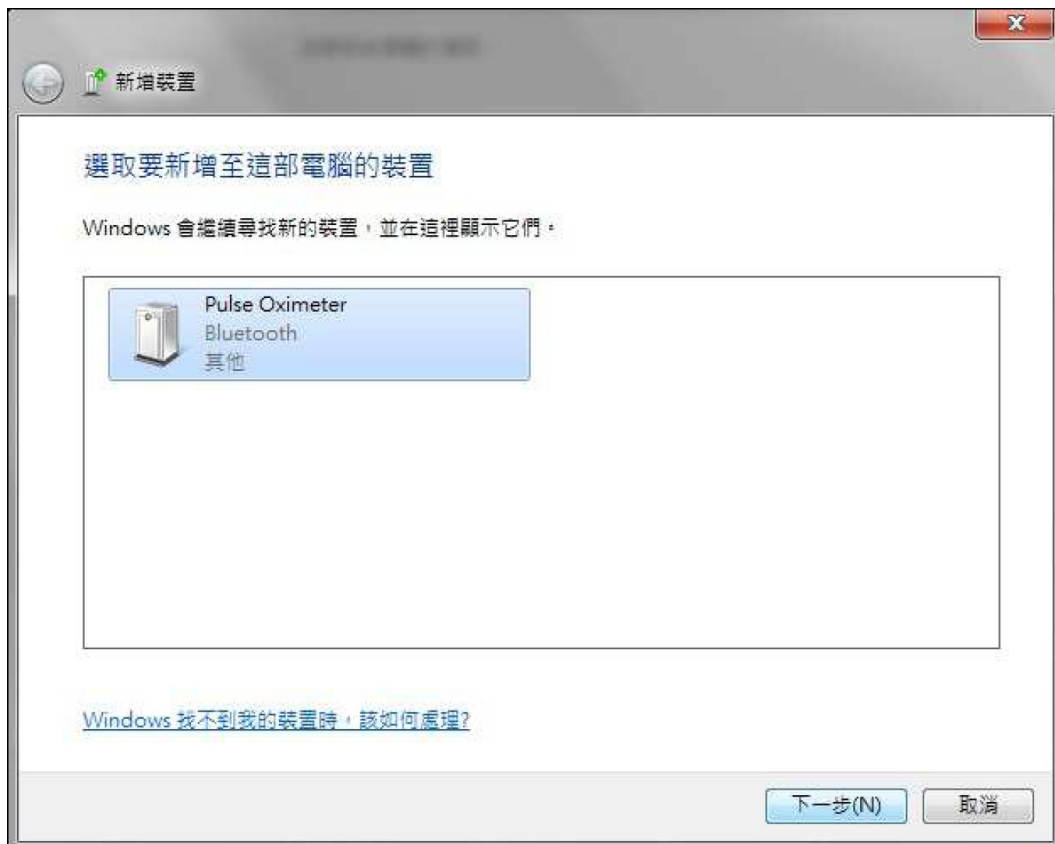 新增裝置
選取要新增至這部電腦的裝置
Windows 會繼續尋找新的裝置，並在這裡顯示它們。
Pulse Oximeter
Bluetooth
其他
Windows 找不到我的裝置時，該如何處理?
下一步(N)
取消